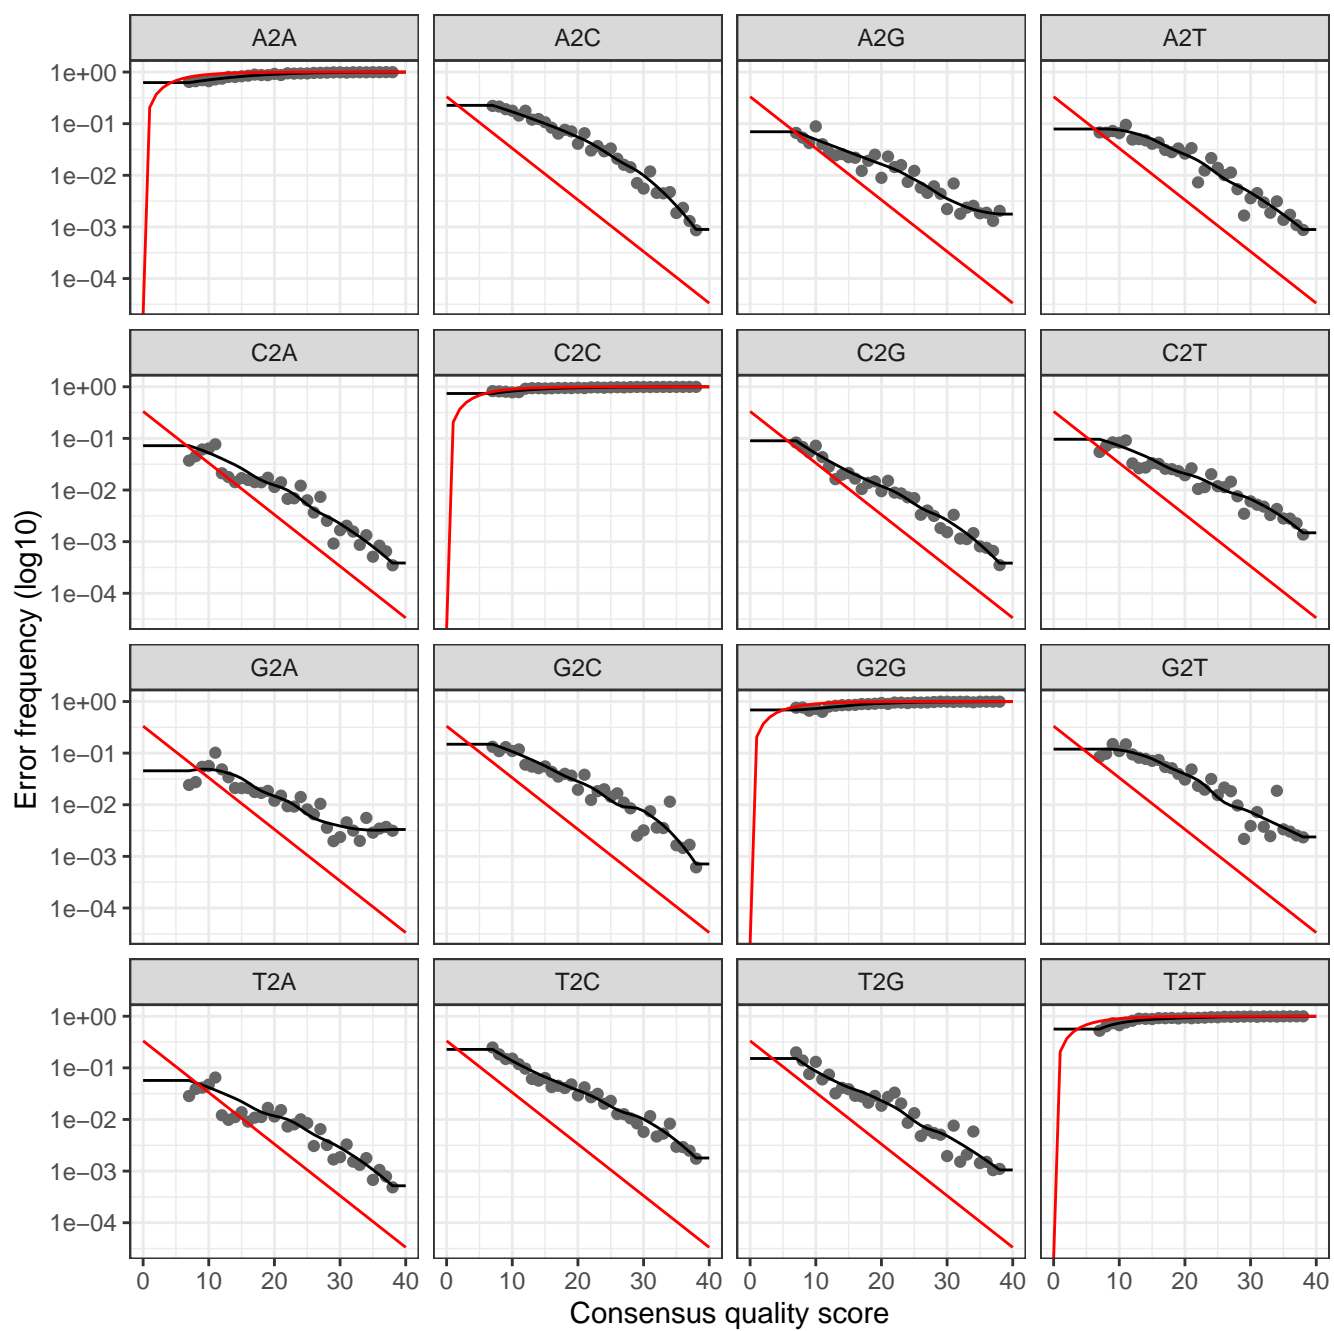 A2A A2C A2G A2T
1e+00
1e−01
1e−02
1e−03
1e−04
C2A C2C C2G C2T
1e+00
1e−01
1e−02
1e−03
1e−04
G2A G2C G2G G2T
1e+00
1e−01
1e−02
1e−03
1e−04
T2A T2C T2G T2T
1e+00
1e−01
1e−02
1e−03
1e−04
0 10 20 30 40 0 10 20 30 40 0 10 20 30 40 0 10 20 30 40
Consensus quality score
Error frequency (log10)